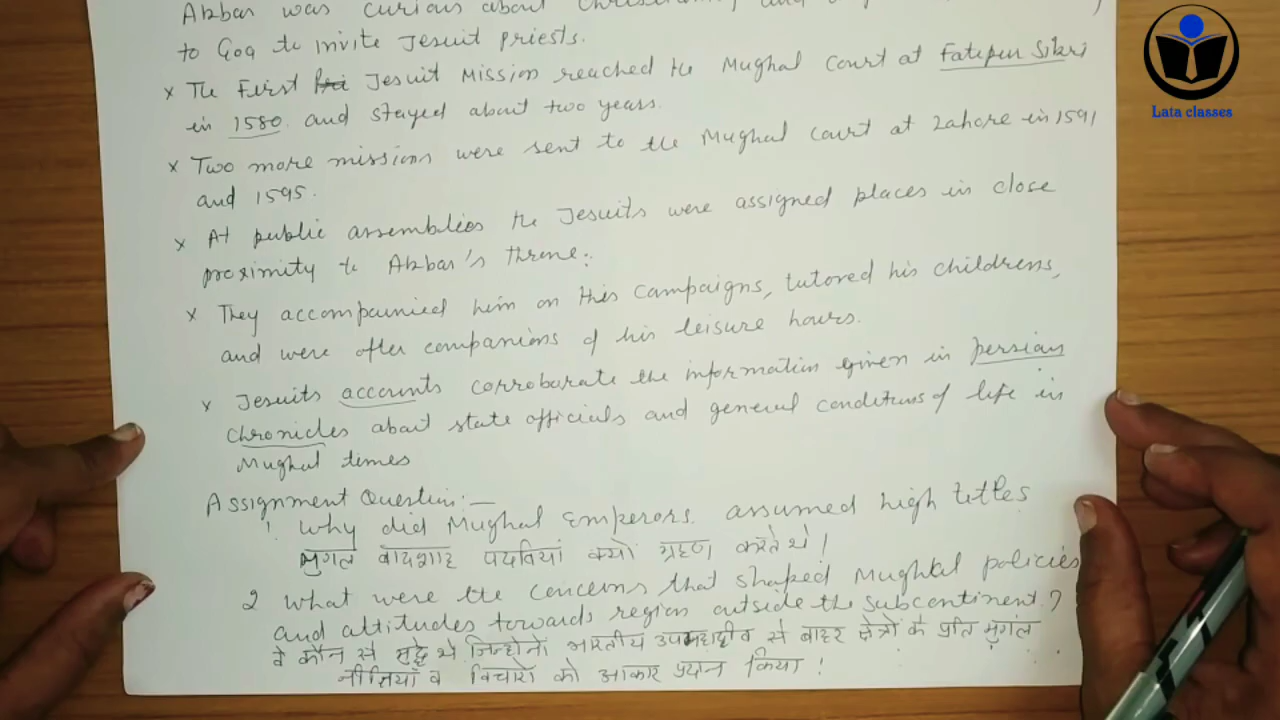 Akbar was curious about Christianity and
to Goa to invite Jesuit priests.
x The First Jesuit Mission reached the Mughal Court at Fatepur Sikri
in 1580. and stayed about two years.
x Two more missions were sent to the Mughal Court at Lahore in 1591
and 1595.
x At public assemblies the Jesuits were assigned places in close
proximity to Akbar's throne.
x They accompained him on his campaigns, tutored his childrens,
and were after companions of his leisure hours.
x Jesuits accounts corroborate the information given in persian
chronicles about state officials and general conditions of life in
Mughal times
Assignment Question:—
1. Why did Mughal Emperors. assumed high titles
मुगल बादशाह पदवियां क्यों ग्रहण करते थे।
2 What were the concerns that shaped Mughal policies
and attitudes towards region outside the subcontinent?
वे कौन से मुद्दे थे जिन्होनो भारतीय उपमहाद्वीव से बाहर क्षेत्रों के प्रति मुगल
नीतियां व विचारो को आकार प्रदान किया!
Lata classes